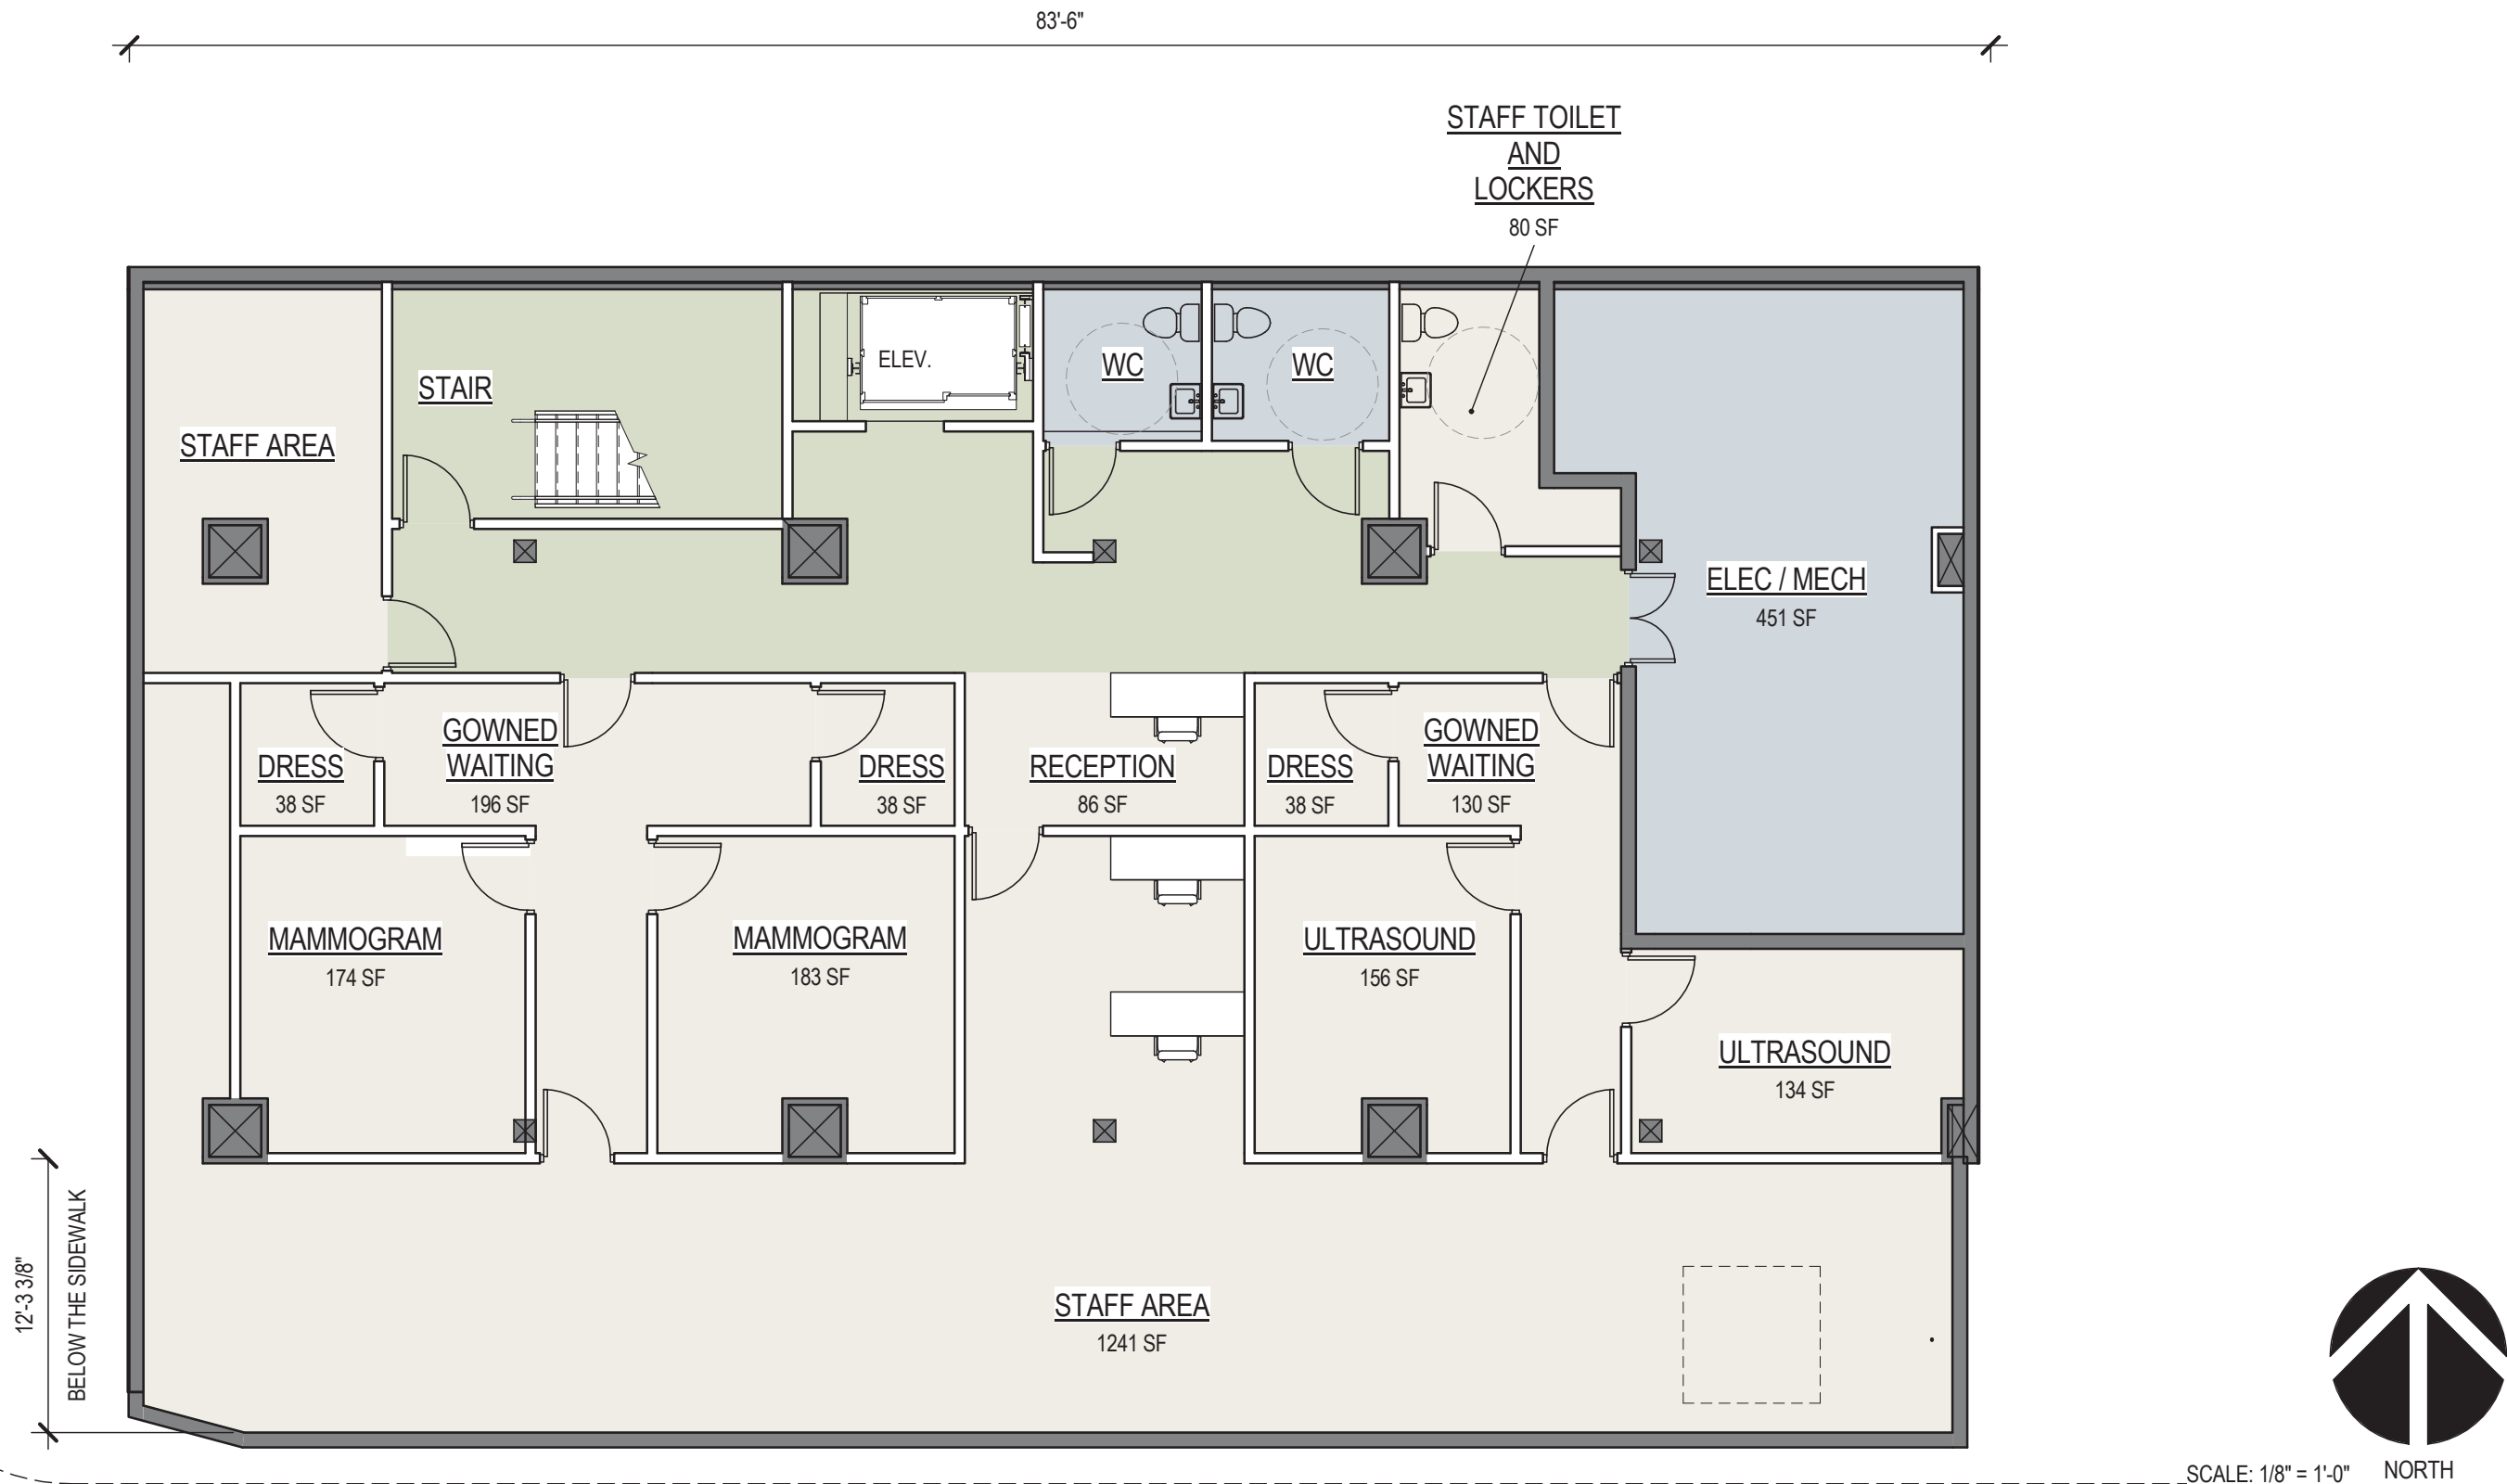 83'-6"
STAFF TOILET
AND
LOCKERS
80 SF
ELEV.
WC
WC
STAIR
STAFF AREA
ELEC / MECH
451 SF
GOWNED
WAITING
196 SF
DRESS
38 SF
DRESS
38 SF
RECEPTION
86 SF
DRESS
38 SF
GOWNED
WAITING
130 SF
MAMMOGRAM
174 SF
MAMMOGRAM
183 SF
ULTRASOUND
156 SF
ULTRASOUND
134 SF
12'-3 3/8"
BELOW THE SIDEWALK
STAFF AREA
1241 SF
SCALE: 1/8" = 1'-0"
NORTH